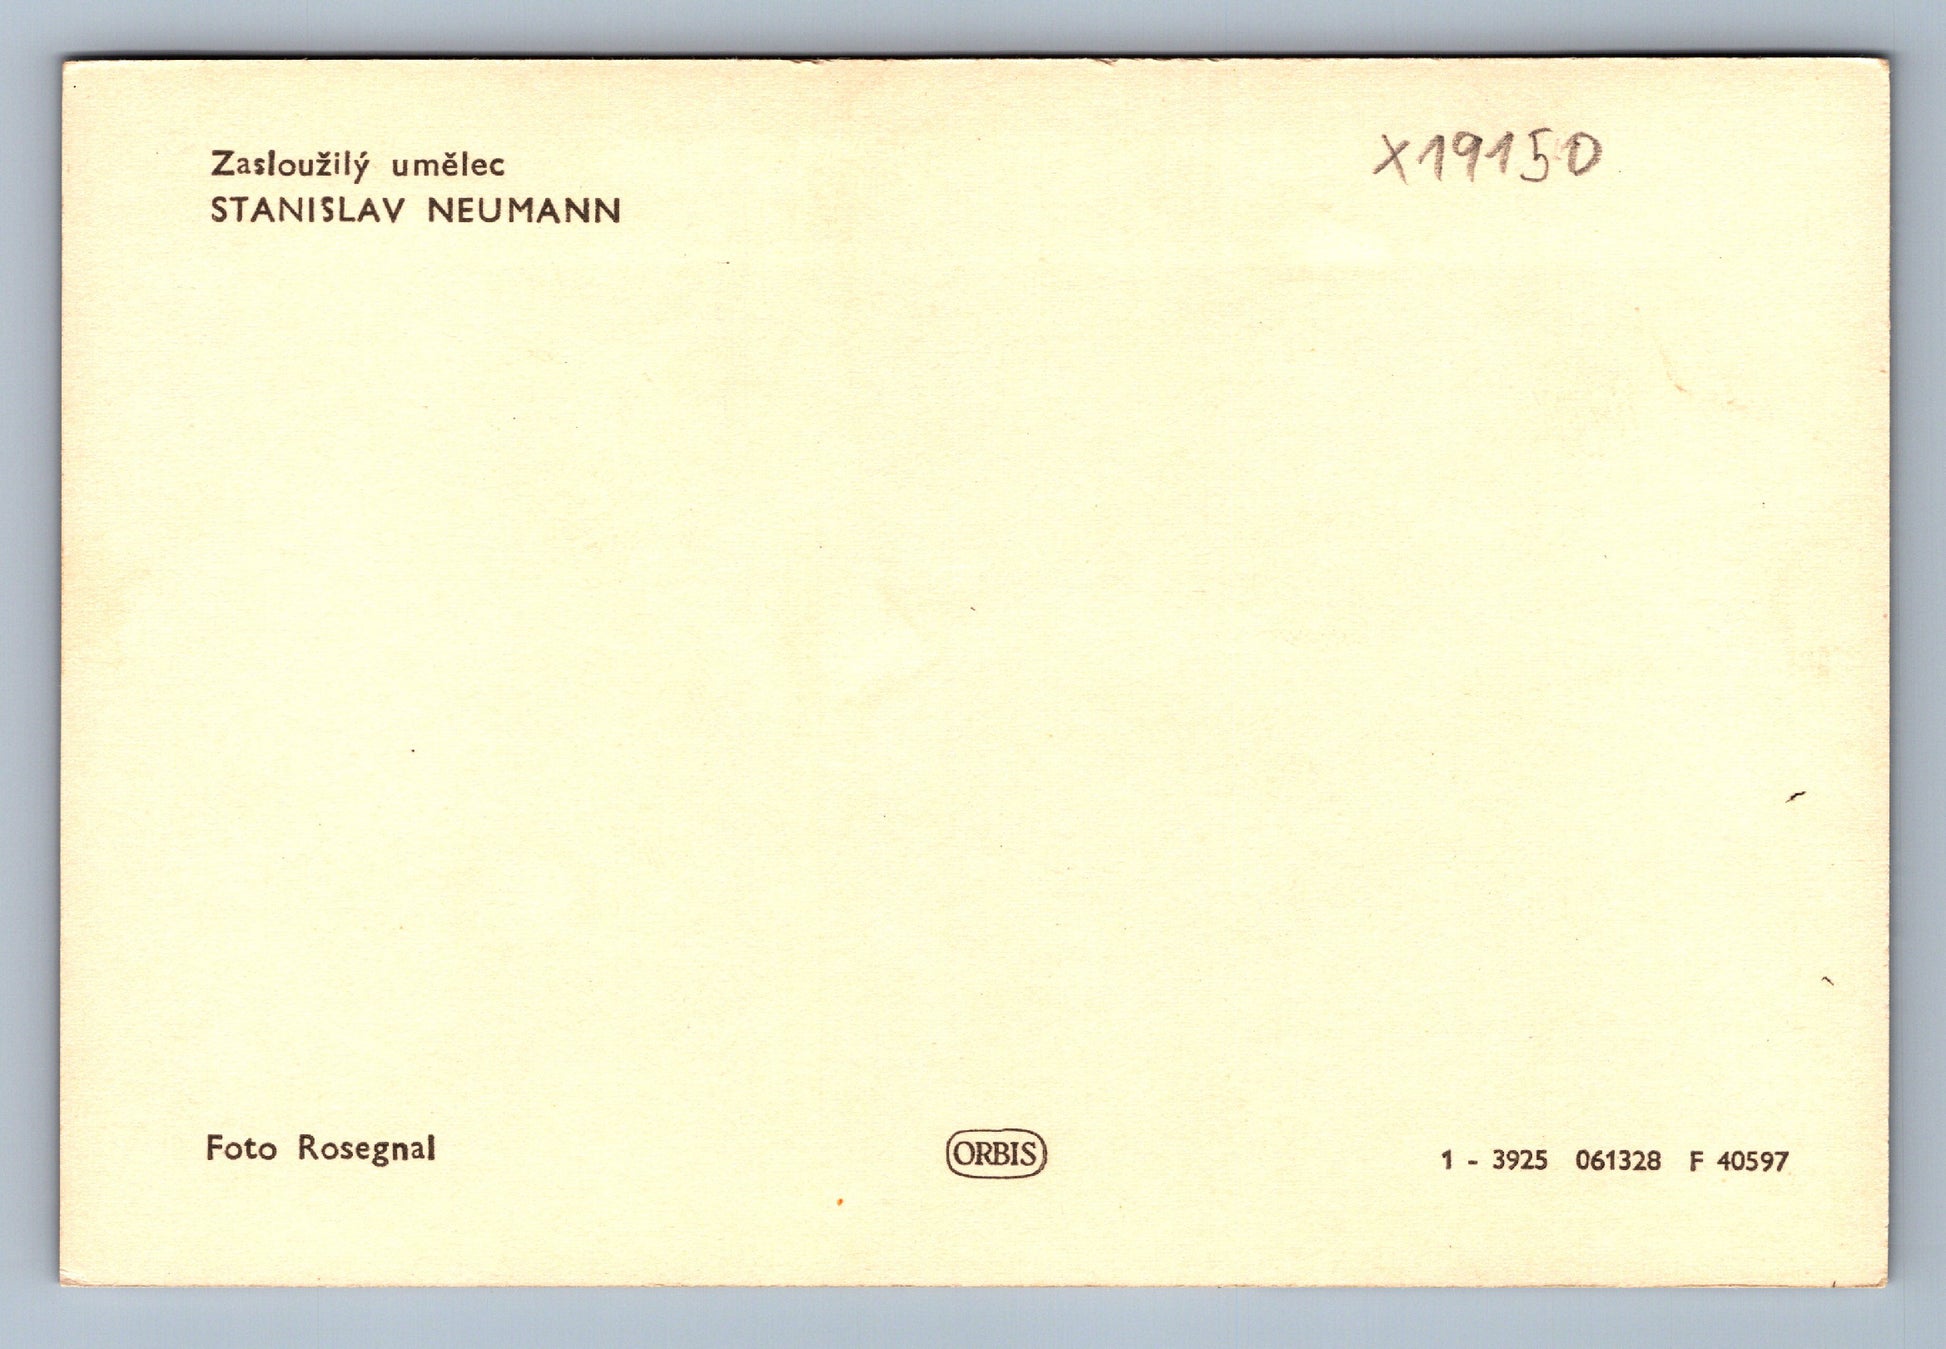 Zasloužilý umělec
STANISLAV NEUMANN
X19150
Foto Rosegnal
ORBIS
1 - 3925 061328 F 40597